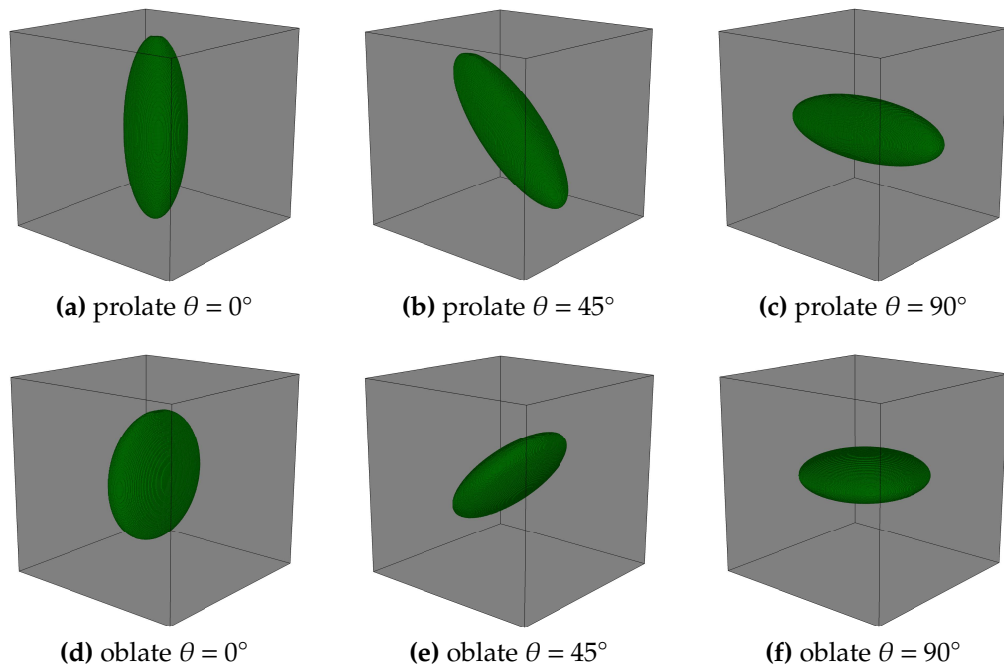 (a) prolate θ = 0°
(b) prolate θ = 45°
(c) prolate θ = 90°
(d) oblate θ = 0°
(e) oblate θ = 45°
(f) oblate θ = 90°